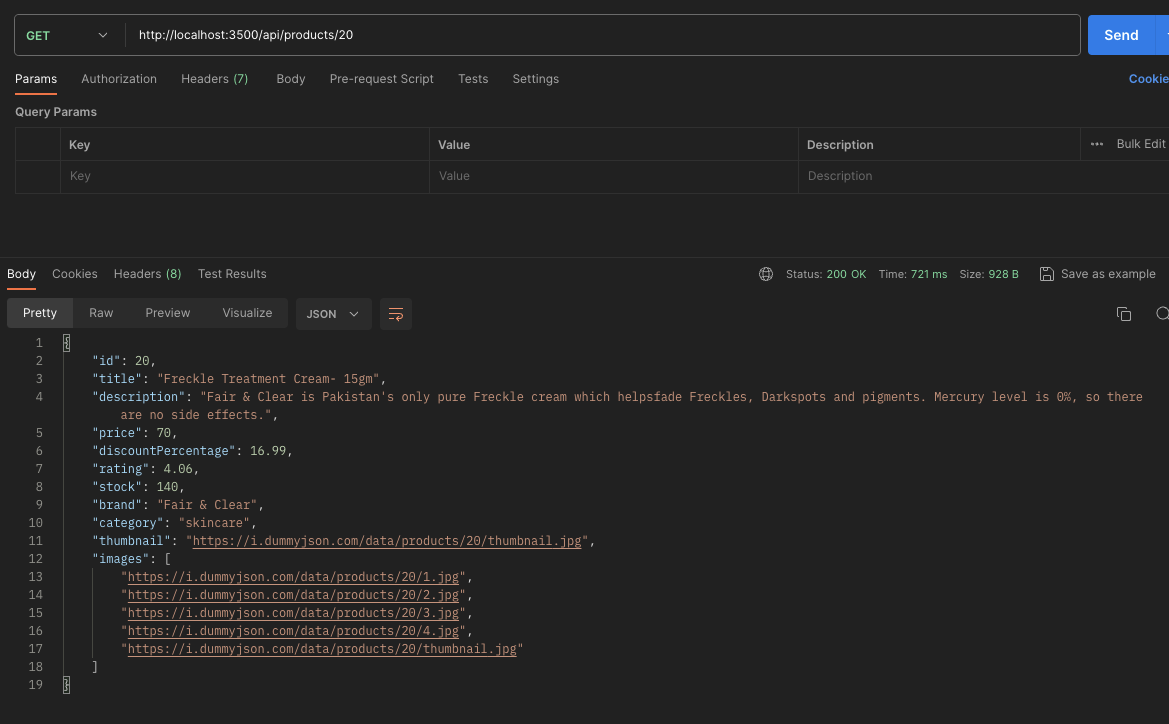 GET http://localhost:3500/api/products/20 Send
Params Authorization Headers (7) Body Pre-request Script Tests Settings Cookie
Query Params
Key Value Description ••• Bulk Edit
Key Value Description
Body Cookies Headers (8) Test Results Status: 200 OK Time: 721 ms Size: 928 B Save as example
Pretty Raw Preview Visualize JSON
1 {
2 "id": 20,
3 "title": "Freckle Treatment Cream- 15gm",
4 "description": "Fair & Clear is Pakistan's only pure Freckle cream which helpsfade Freckles, Darkspots and pigments. Mercury level is 0%, so there
are no side effects.",
5 "price": 70,
6 "discountPercentage": 16.99,
7 "rating": 4.06,
8 "stock": 140,
9 "brand": "Fair & Clear",
10 "category": "skincare",
11 "thumbnail": "https://i.dummyjson.com/data/products/20/thumbnail.jpg",
12 "images": [
13 "https://i.dummyjson.com/data/products/20/1.jpg",
14 "https://i.dummyjson.com/data/products/20/2.jpg",
15 "https://i.dummyjson.com/data/products/20/3.jpg",
16 "https://i.dummyjson.com/data/products/20/4.jpg",
17 "https://i.dummyjson.com/data/products/20/thumbnail.jpg"
18 ]
19 }